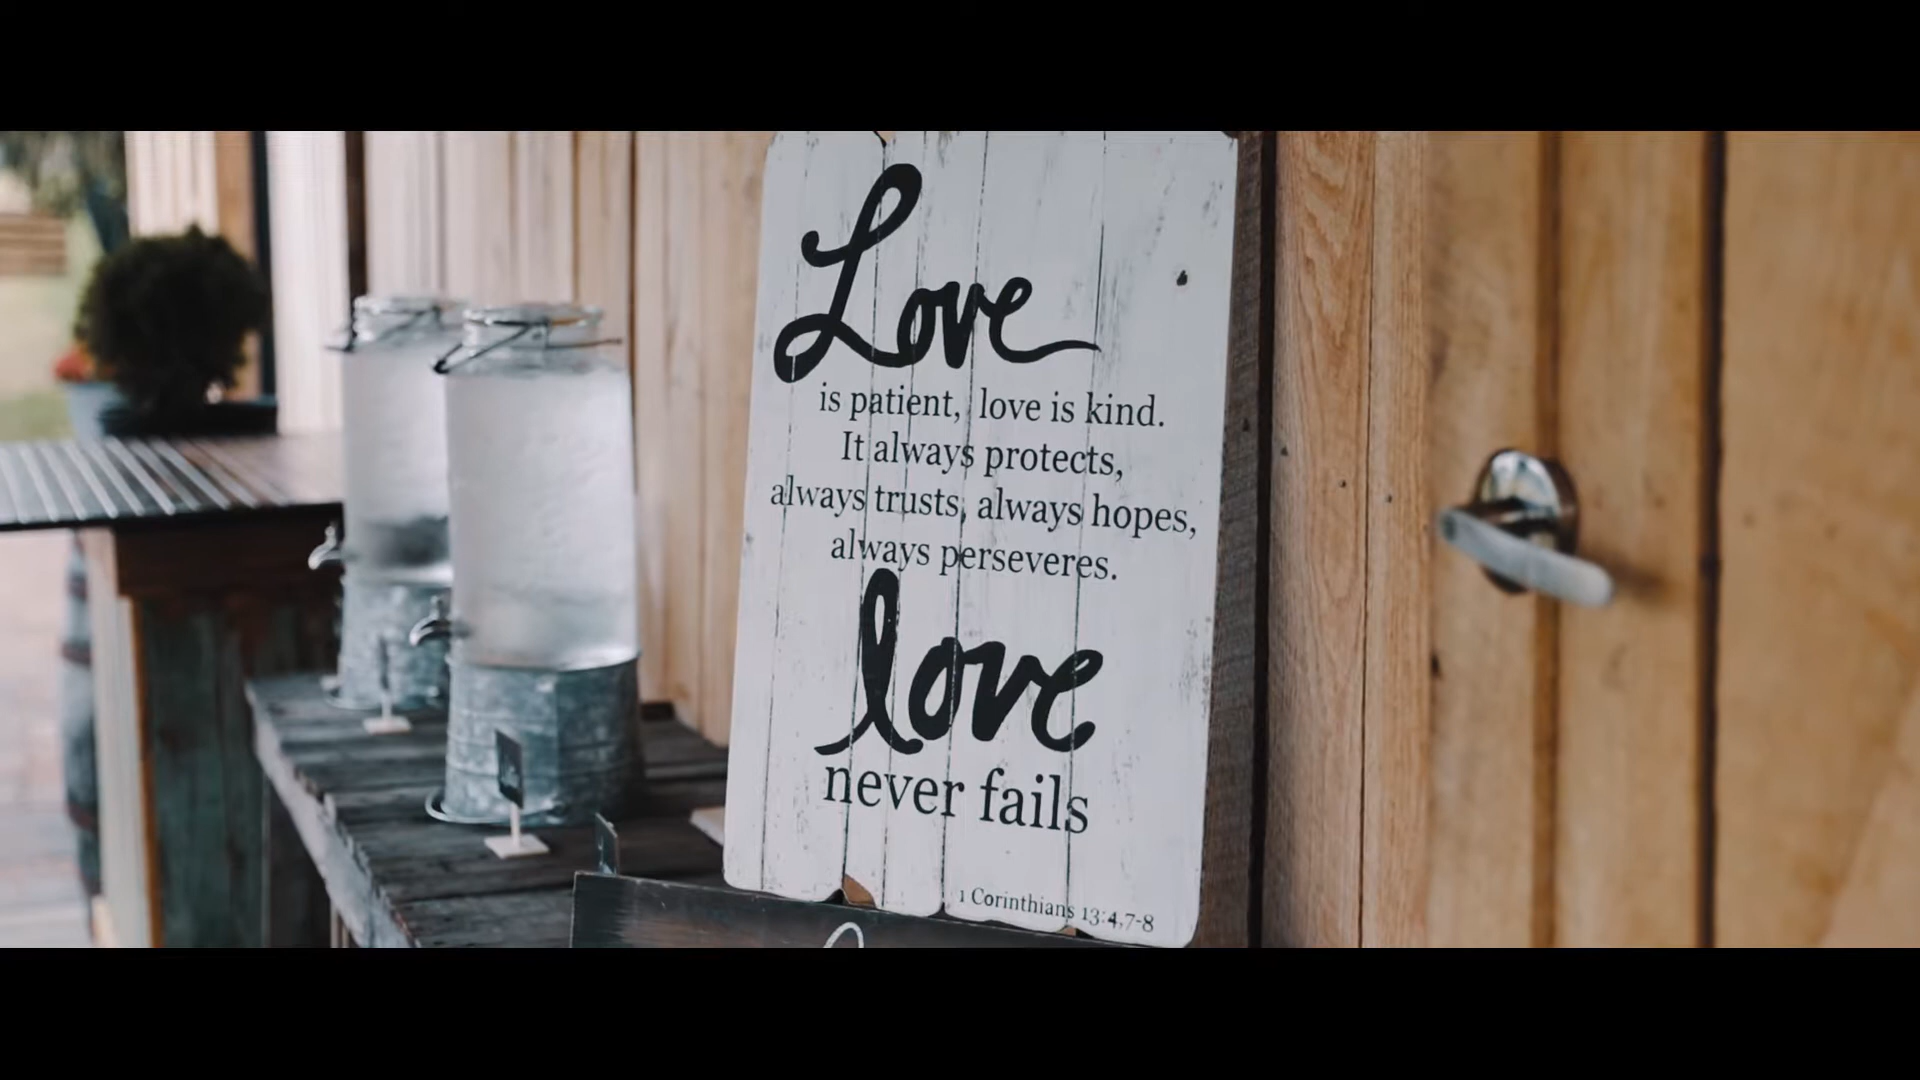 Love
is patient, love is kind.
It always protects,
always trusts, always hopes,
always perseveres.
love
never fails
1 Corinthians 13:4,7-8